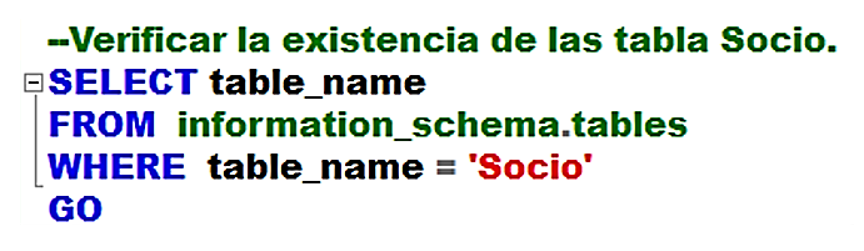 --Verificar la existencia de las tabla Socio.
SELECT table_name
FROM information_schema.tables
WHERE table_name = 'Socio'
GO